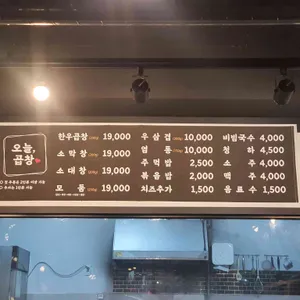 오늘,
곱창
한우곱창 19,000
소막창 19,000
소대창 19,000
모듬 19,000
우삼겹 10,000
염통 10,000
주먹밥 2,500
볶음밥 2,000
치즈추가 1,500
비빔국수 4,000
청하 4,500
소주 4,000
맥주 4,000
음료수 1,500